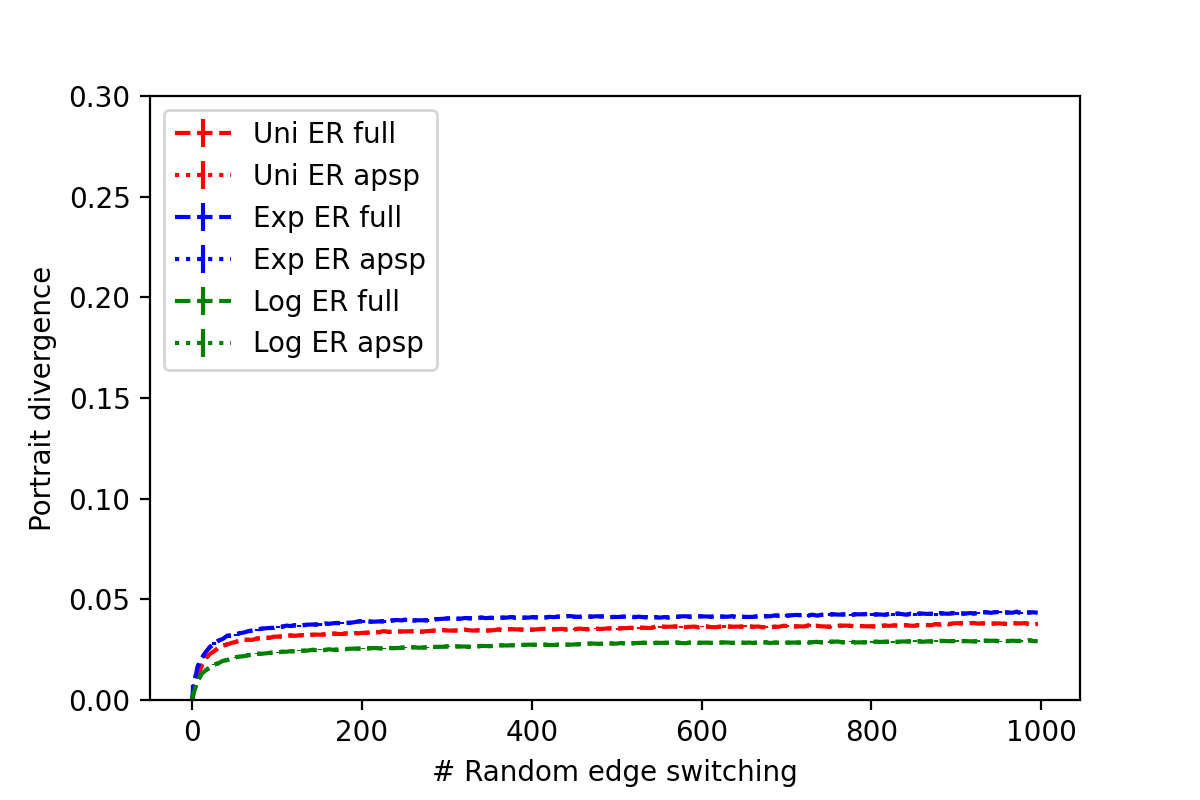 0.30
0.25
0.20
0.15
0.10
0.05
0.00
Portrait divergence
Uni ER full
Uni ER apsp
Exp ER full
Exp ER apsp
Log ER full
Log ER apsp
0 200 400 600 800 1000
# Random edge switching